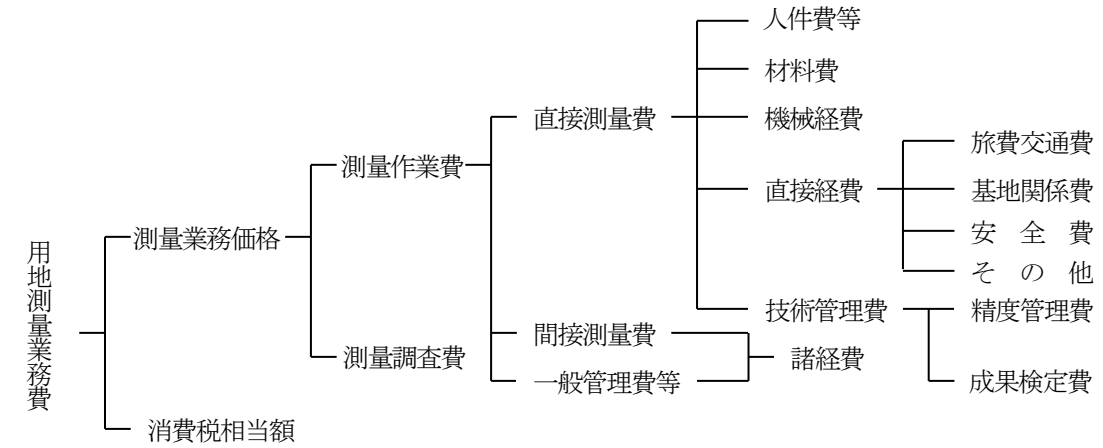 用地測量業務費
測量業務価格
測量作業費
直接測量費
人件費等
材料費
機械経費
直接経費
旅費交通費
基地関係費
安　全　費
そ　の　他
技術管理費
精度管理費
成果検定費
間接測量費
一般管理費等
諸経費
測量調査費
消費税相当額